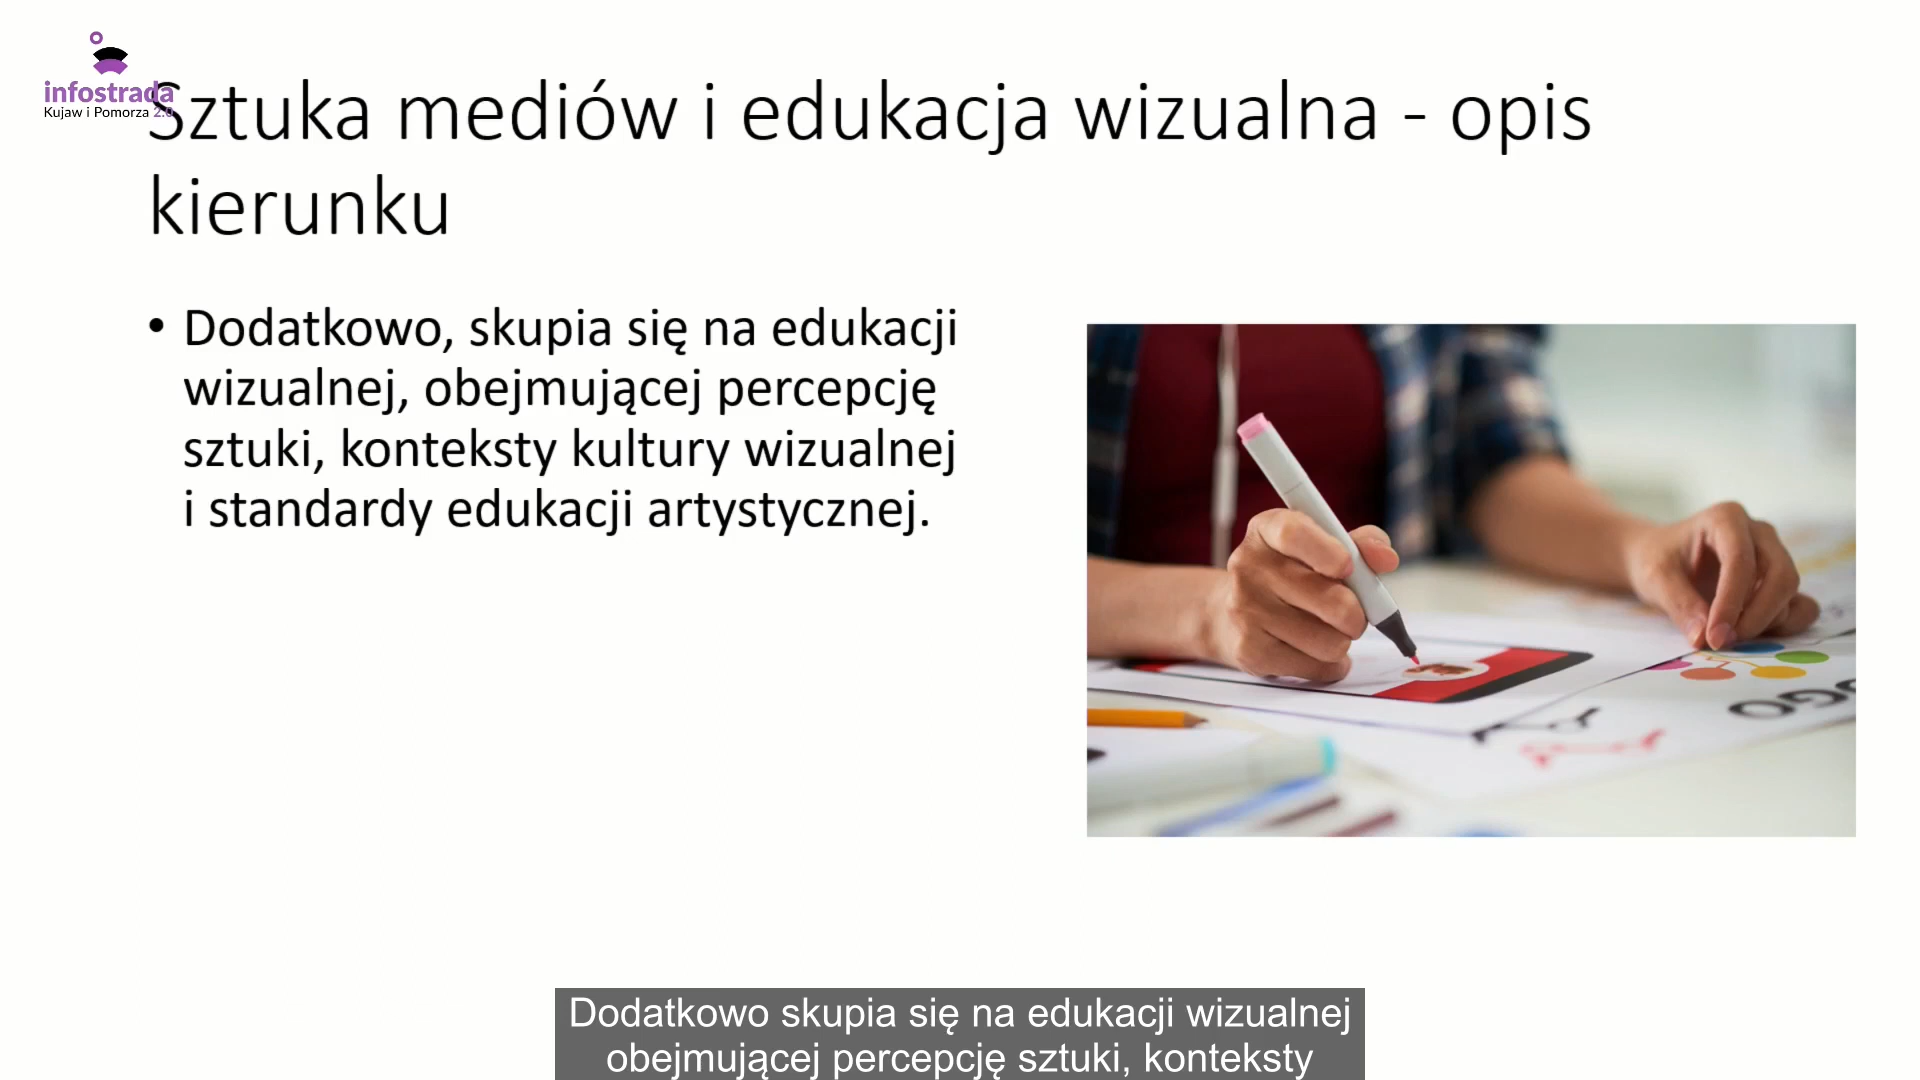 infostrada
Kujaw i Pomorza 2.0
Sztuka mediów i edukacja wizualna - opis
kierunku
• Dodatkowo, skupia się na edukacji
wizualnej, obejmującej percepcję
sztuki, konteksty kultury wizualnej
i standardy edukacji artystycznej.
OGO
Dodatkowo skupia się na edukacji wizualnej
obejmującej percepcję sztuki, konteksty